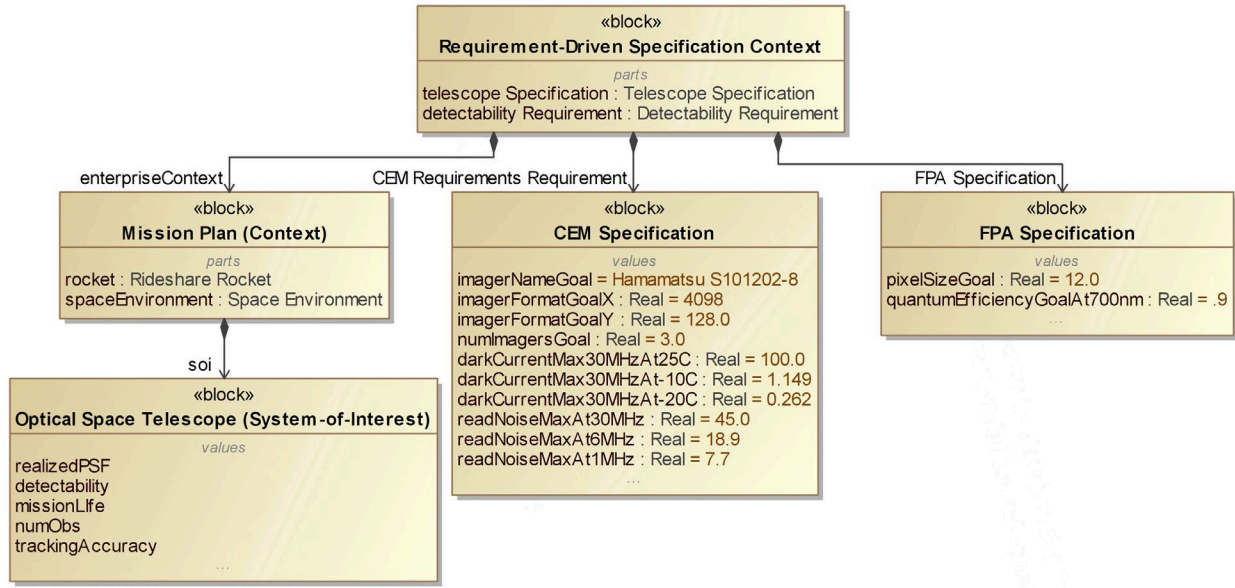 «block»
Requirement-Driven Specification Context
parts
telescope Specification : Telescope Specification
detectability Requirement : Detectability Requirement
enterpriseContext
CEM Requirements Requirement
FPA Specification
«block»
Mission Plan (Context)
parts
rocket : Rideshare Rocket
spaceEnvironment : Space Environment
«block»
CEM Specification
values
imagerNameGoal = Hamamatsu S101202-8
imagerFormatGoalX : Real = 4098
imagerFormatGoalY : Real = 128.0
numImagersGoal : Real = 3.0
darkCurrentMax30MHzAt25C : Real = 100.0
darkCurrentMax30MHzAt-10C : Real = 1.149
darkCurrentMax30MHzAt-20C : Real = 0.262
readNoiseMaxAt30MHz : Real = 45.0
readNoiseMaxAt6MHz : Real = 18.9
readNoiseMaxAt1MHz : Real = 7.7
...
«block»
FPA Specification
values
pixelSizeGoal : Real = 12.0
quantumEfficiencyGoalAt700nm : Real = .9
...
soi
«block»
Optical Space Telescope (System-of-Interest)
values
realizedPSF
detectability
missionLIfe
numObs
trackingAccuracy
...